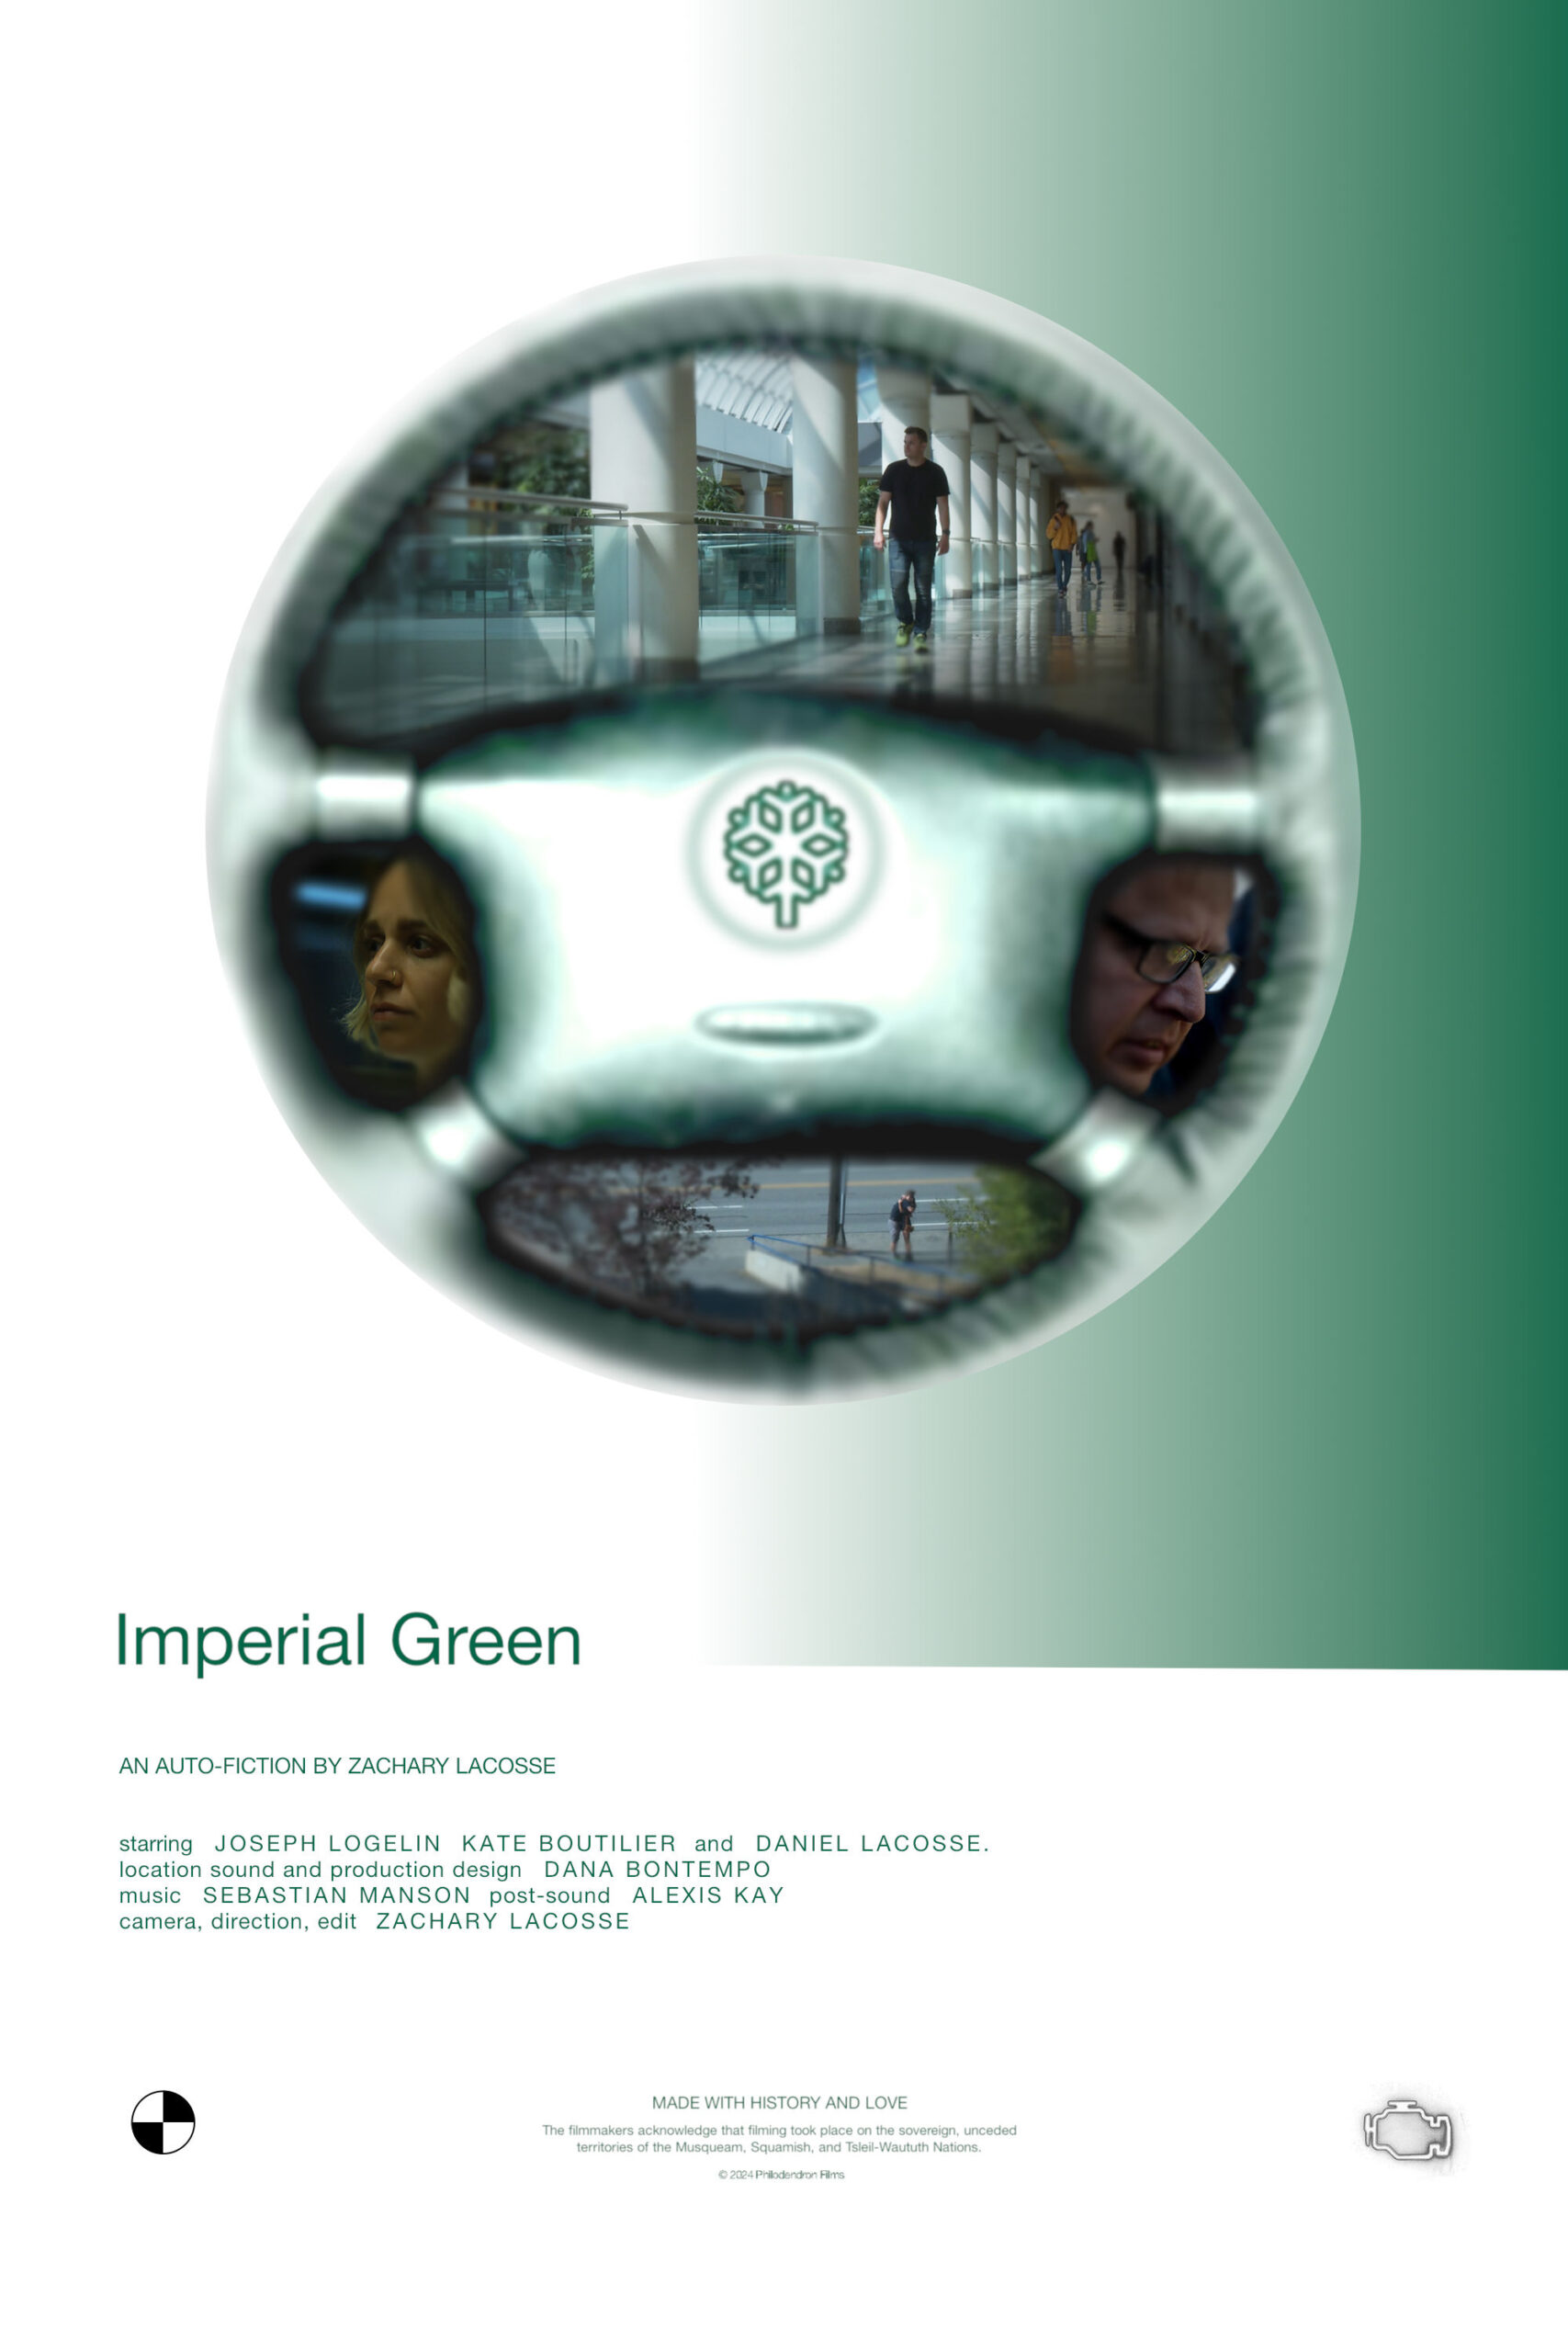 Imperial Green
AN AUTO-FICTION BY ZACHARY LACOSSE
starring JOSEPH LOGELIN KATE BOUTILIER and DANIEL LACOSSE.
location sound and production design DANA BONTEMPO
music SEBASTIAN MANSON post-sound ALEXIS KAY
camera, direction, edit ZACHARY LACOSSE
MADE WITH HISTORY AND LOVE
The filmmakers acknowledge that filming took place on the sovereign, unceded
territories of the Musqueam, Squamish, and Tsleil-Waututh Nations.
© 2024 Philodendron Films